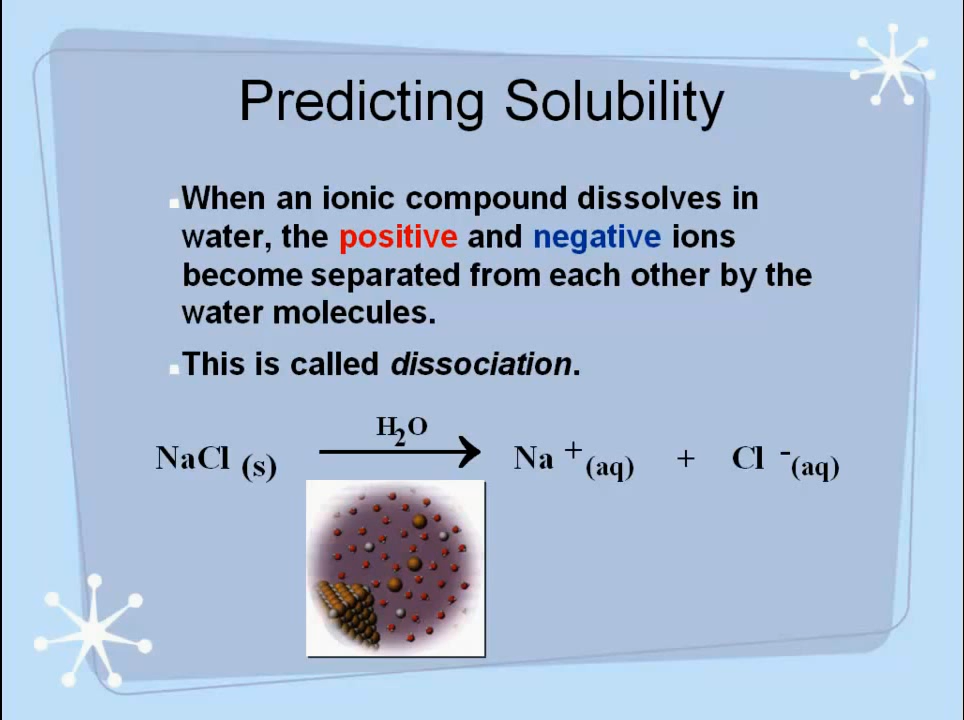 Predicting Solubility
When an ionic compound dissolves in
water, the positive and negative ions
become separated from each other by the
water molecules.
This is called dissociation.
H₂O
NaCl (s) → Na⁺(aq) + Cl⁻(aq)